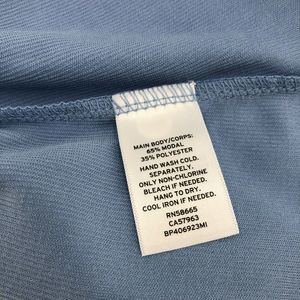 MAIN BODY/CORPS:
65% MODAL
35% POLYESTER
HAND WASH COLD.
SEPARATELY.
ONLY NON-CHLORINE
BLEACH IF NEEDED.
HANG TO DRY.
COOL IRON IF NEEDED.
RN58665
CA57963
BP406923MI